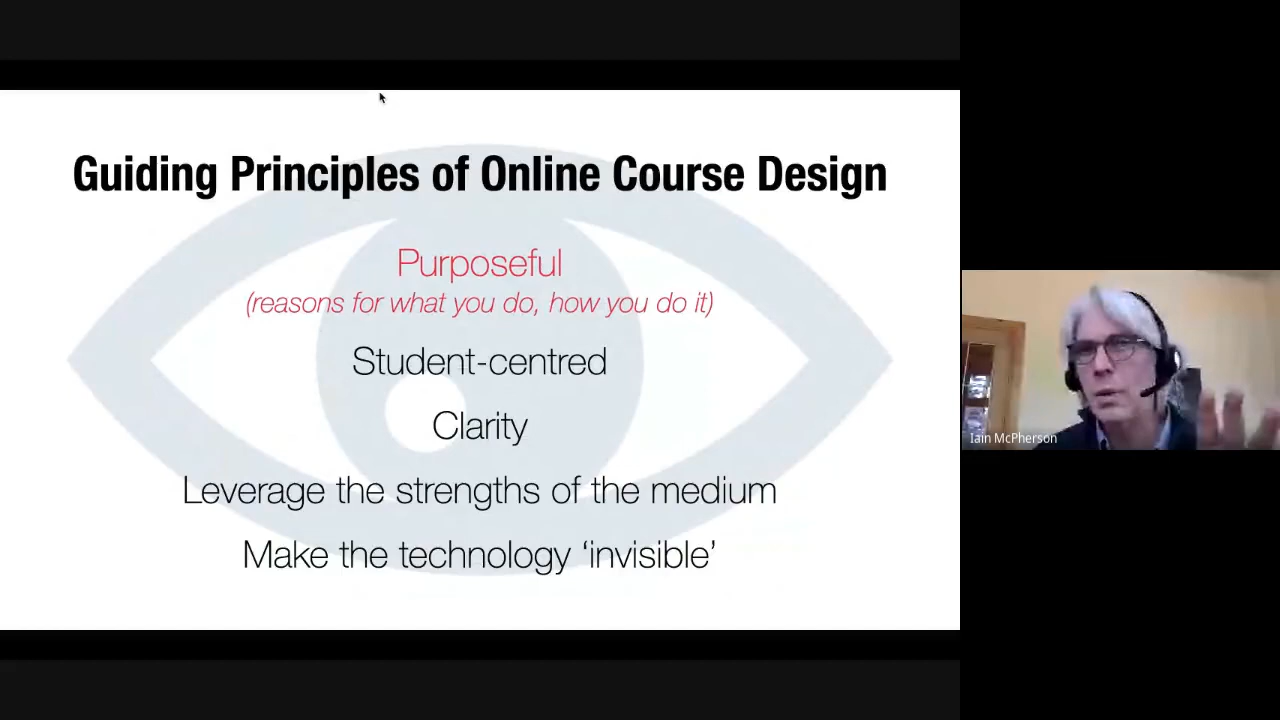 Guiding Principles of Online Course Design
Purposeful
(reasons for what you do, how you do it)
Student-centred
Clarity
Leverage the strengths of the medium
Make the technology ‘invisible’
Iain McPherson